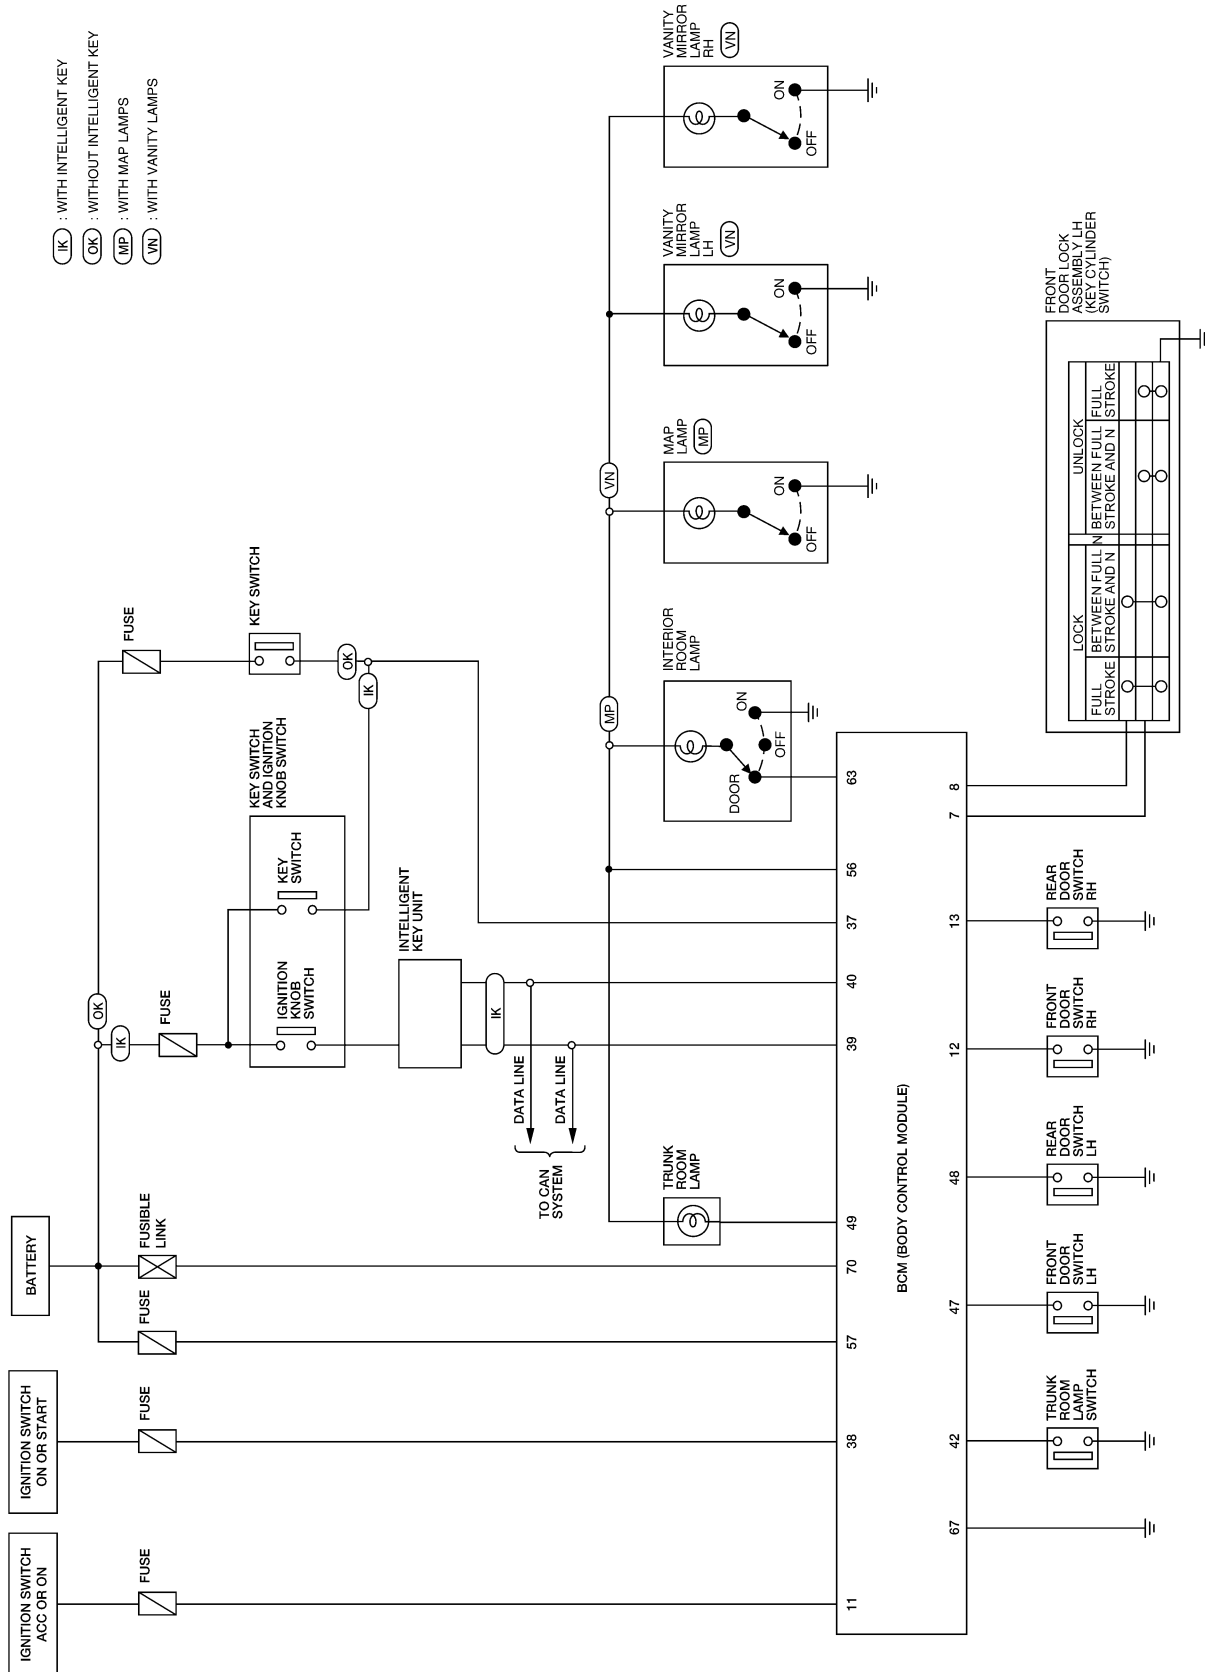 IK : WITH INTELLIGENT KEY
OK : WITHOUT INTELLIGENT KEY
MP : WITH MAP LAMPS
VN : WITH VANITY LAMPS
IGNITION SWITCH
ACC OR ON
IGNITION SWITCH
ON OR START
BATTERY
FUSE
FUSE
FUSE
FUSIBLE
LINK
OK
IK
FUSE
FUSE
KEY SWITCH
AND IGNITION
KNOB SWITCH
IGNITION
KNOB
SWITCH
KEY
SWITCH
KEY SWITCH
OK
IK
INTELLIGENT
KEY UNIT
IK
DATA LINE
DATA LINE
TO CAN
SYSTEM
TRUNK
ROOM
LAMP
MP
VN
INTERIOR
ROOM
LAMP
DOOR
OFF
ON
MAP
LAMP
MP
OFF
ON
VANITY
MIRROR
LAMP
LH
VN
OFF
ON
VANITY
MIRROR
LAMP
RH
VN
OFF
ON
11
38
57
70
49
39
40
37
56
63
BCM (BODY CONTROL MODULE)
67
42
47
48
12
13
7
8
TRUNK
ROOM
LAMP
SWITCH
FRONT
DOOR
SWITCH
LH
REAR
DOOR
SWITCH
LH
FRONT
DOOR
SWITCH
RH
REAR
DOOR
SWITCH
RH
FRONT
DOOR LOCK
ASSEMBLY LH
(KEY CYLINDER
SWITCH)
LOCK
UNLOCK
FULL
STROKE
BETWEEN FULL
STROKE AND N
N
BETWEEN FULL
STROKE AND N
FULL
STROKE